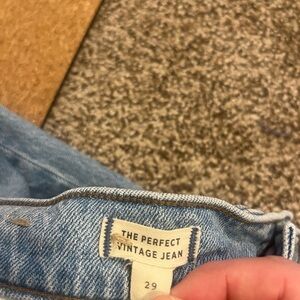 THE PERFECT
VINTAGE JEAN
29